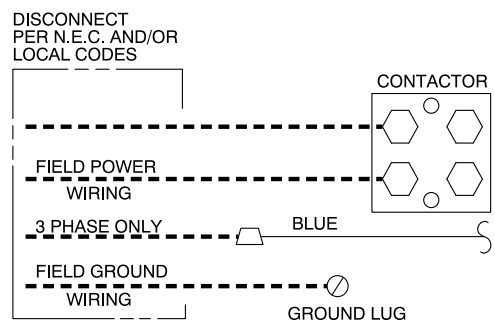 DISCONNECT
PER N.E.C. AND/OR
LOCAL CODES
CONTACTOR
FIELD POWER
WIRING
3 PHASE ONLY
BLUE
FIELD GROUND
WIRING
GROUND LUG